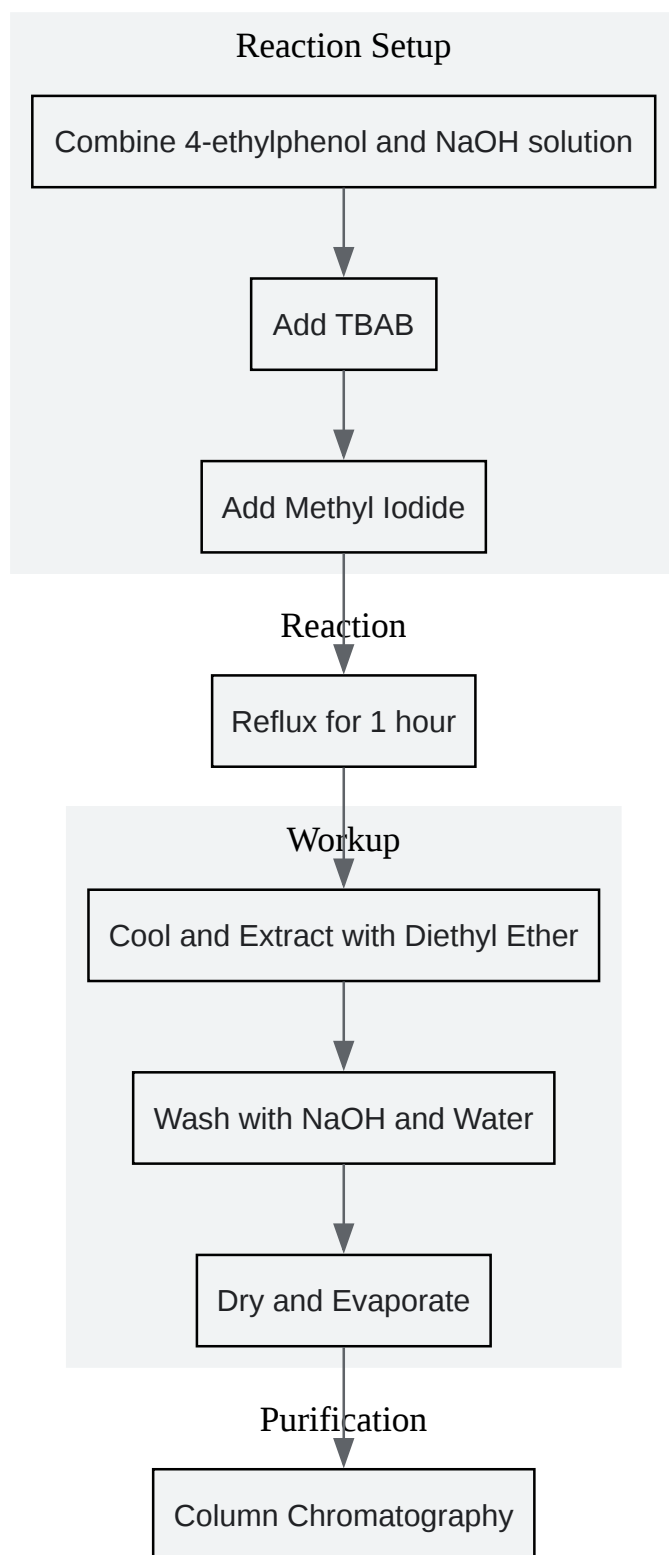 Reaction Setup
Combine 4-ethylphenol and NaOH solution
Add TBAB
Add Methyl Iodide
Reaction
Reflux for 1 hour
Workup
Cool and Extract with Diethyl Ether
Wash with NaOH and Water
Dry and Evaporate
Purification
Column Chromatography